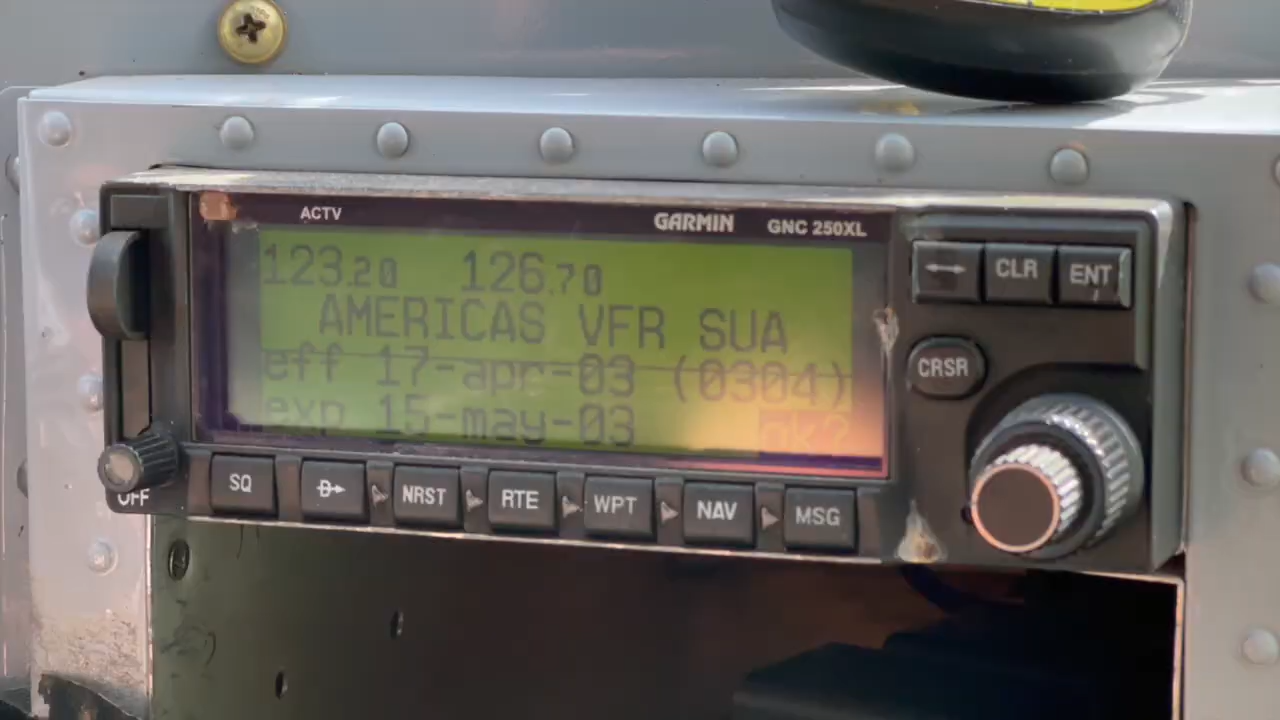 ACTV GARMIN GNC 250XL
123.20 126.70
AMERICAS VFR SUA
eff 17-apr-03 (0304)
exp 15-may-03 ok?
CLR ENT
CRSR
OFF
SQ D NRST RTE WPT NAV MSG